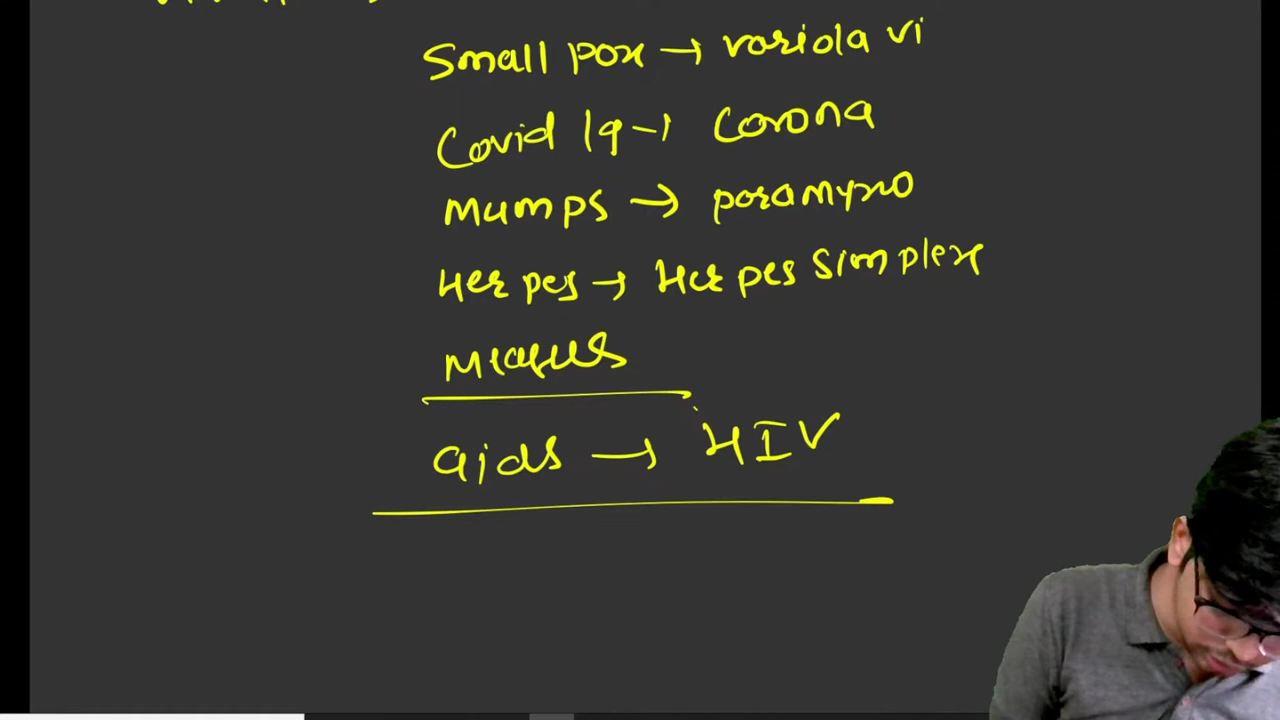 Small pox → variola vi
Covid 19 → Corona
Mumps → paramyxo
Herpes → Herpes simplex
Measles
aids → HIV